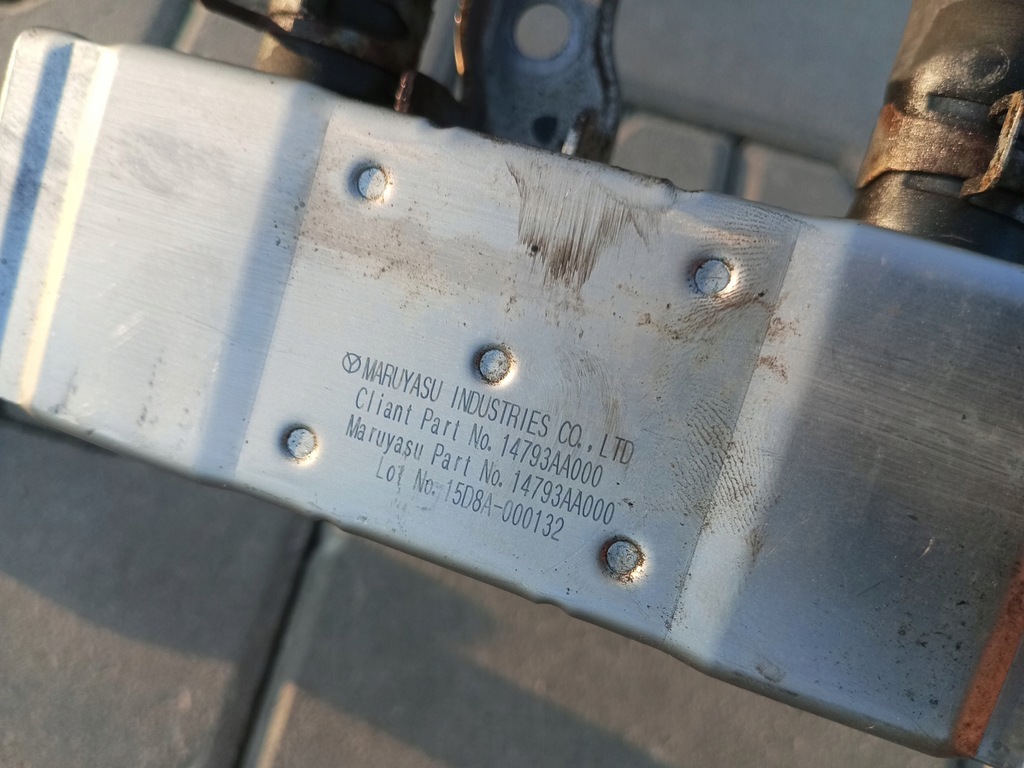 MARUYASU INDUSTRIES CO., LTD
Cliant Part No. 14793AA000
Maruyasu Part No. 14793AA000
Lot No. 15D8A-000132